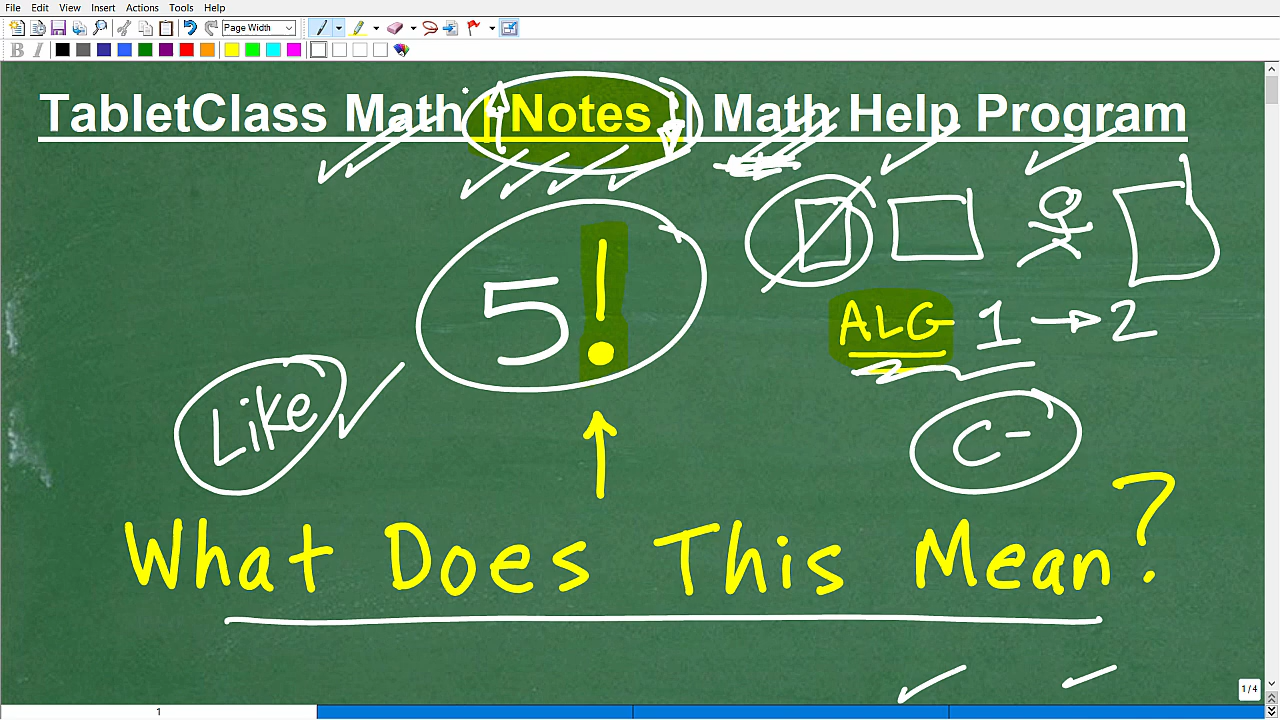 File Edit View Insert Actions Tools Help
Page Width
B I
TabletClass Math | Notes | Math Help Program
5!
ALG 1 → 2
Like
C-
What Does This Mean?
1/4
1